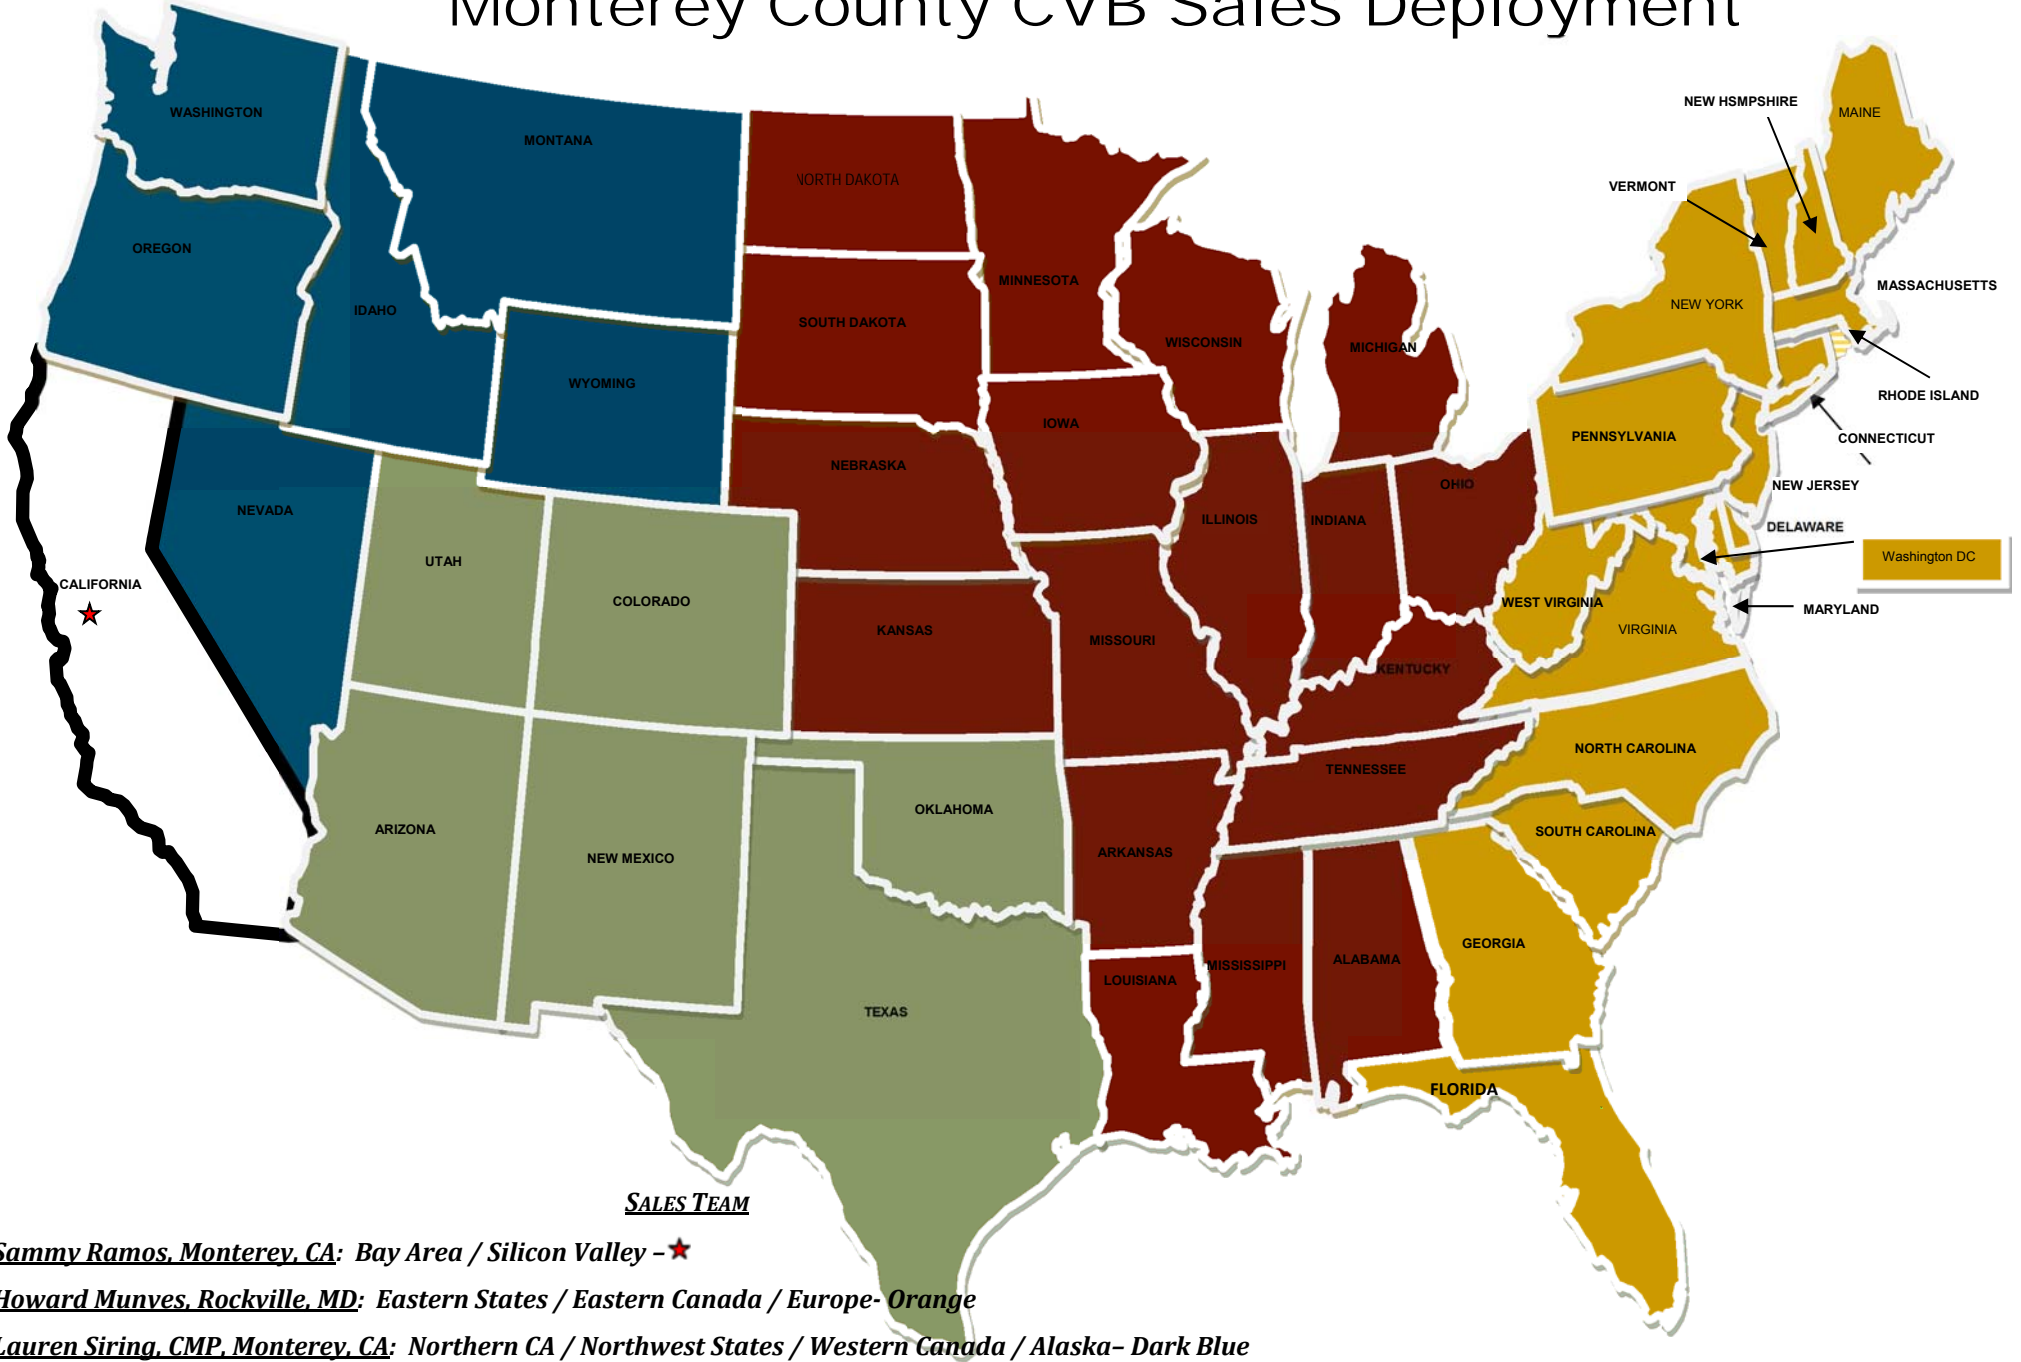 Monterey County CVB Sales Deployment
WASHINGTON
MONTANA
NORTH DAKOTA
NEW HSMPSHIRE
MAINE
VERMONT
OREGON
IDAHO
MINNESOTA
MASSACHUSETTS
NEW YORK
SOUTH DAKOTA
WISCONSIN
MICHIGAN
WYOMING
RHODE ISLAND
IOWA
PENNSYLVANIA
CONNECTICUT
NEBRASKA
OHIO
NEW JERSEY
NEVADA
ILLINOIS
INDIANA
DELAWARE
Washington DC
UTAH
CALIFORNIA
COLORADO
WEST VIRGINIA
MARYLAND
KANSAS
MISSOURI
VIRGINIA
KENTUCKY
NORTH CAROLINA
TENNESSEE
OKLAHOMA
ARIZONA
SOUTH CAROLINA
NEW MEXICO
ARKANSAS
GEORGIA
LOUISIANA
MISSISSIPPI
ALABAMA
TEXAS
FLORIDA
SALES TEAM
Sammy Ramos, Monterey, CA: Bay Area / Silicon Valley –
Howard Munves, Rockville, MD: Eastern States / Eastern Canada / Europe- Orange
Lauren Siring, CMP, Monterey, CA: Northern CA / Northwest States / Western Canada / Alaska– Dark Blue